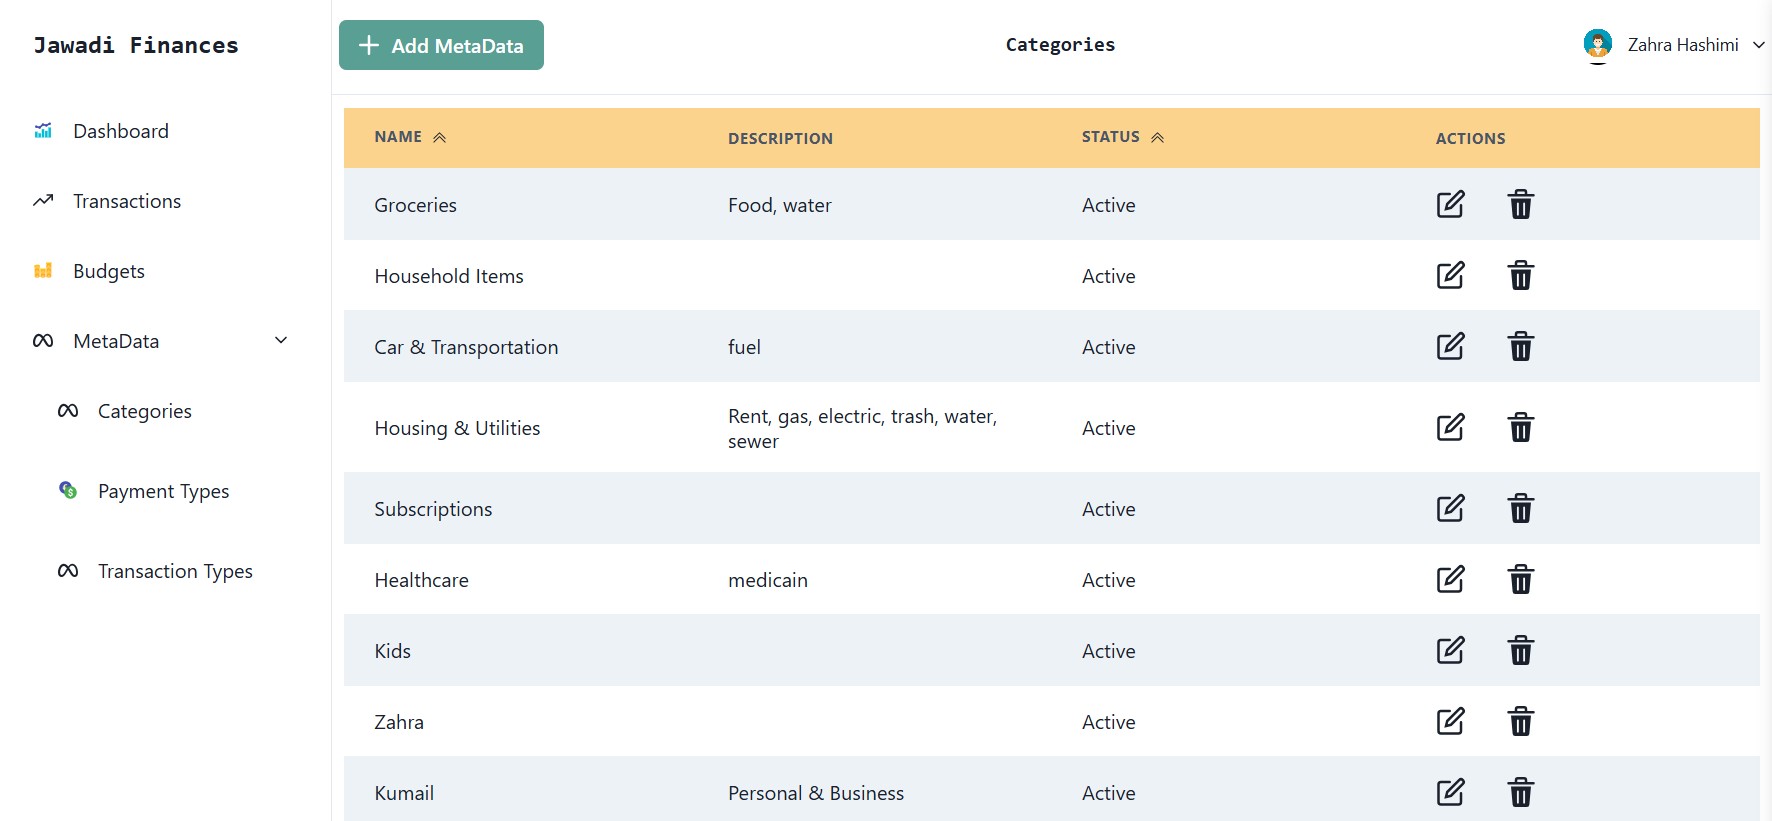 Jawadi Finances
Add MetaData
Categories
Zahra Hashimi
Dashboard
Transactions
Budgets
MetaData
Categories
Payment Types
Transaction Types
NAME DESCRIPTION STATUS ACTIONS
Groceries Food, water Active
Household Items Active
Car & Transportation fuel Active
Housing & Utilities Rent, gas, electric, trash, water,
sewer Active
Subscriptions Active
Healthcare medicain Active
Kids Active
Zahra Active
Kumail Personal & Business Active